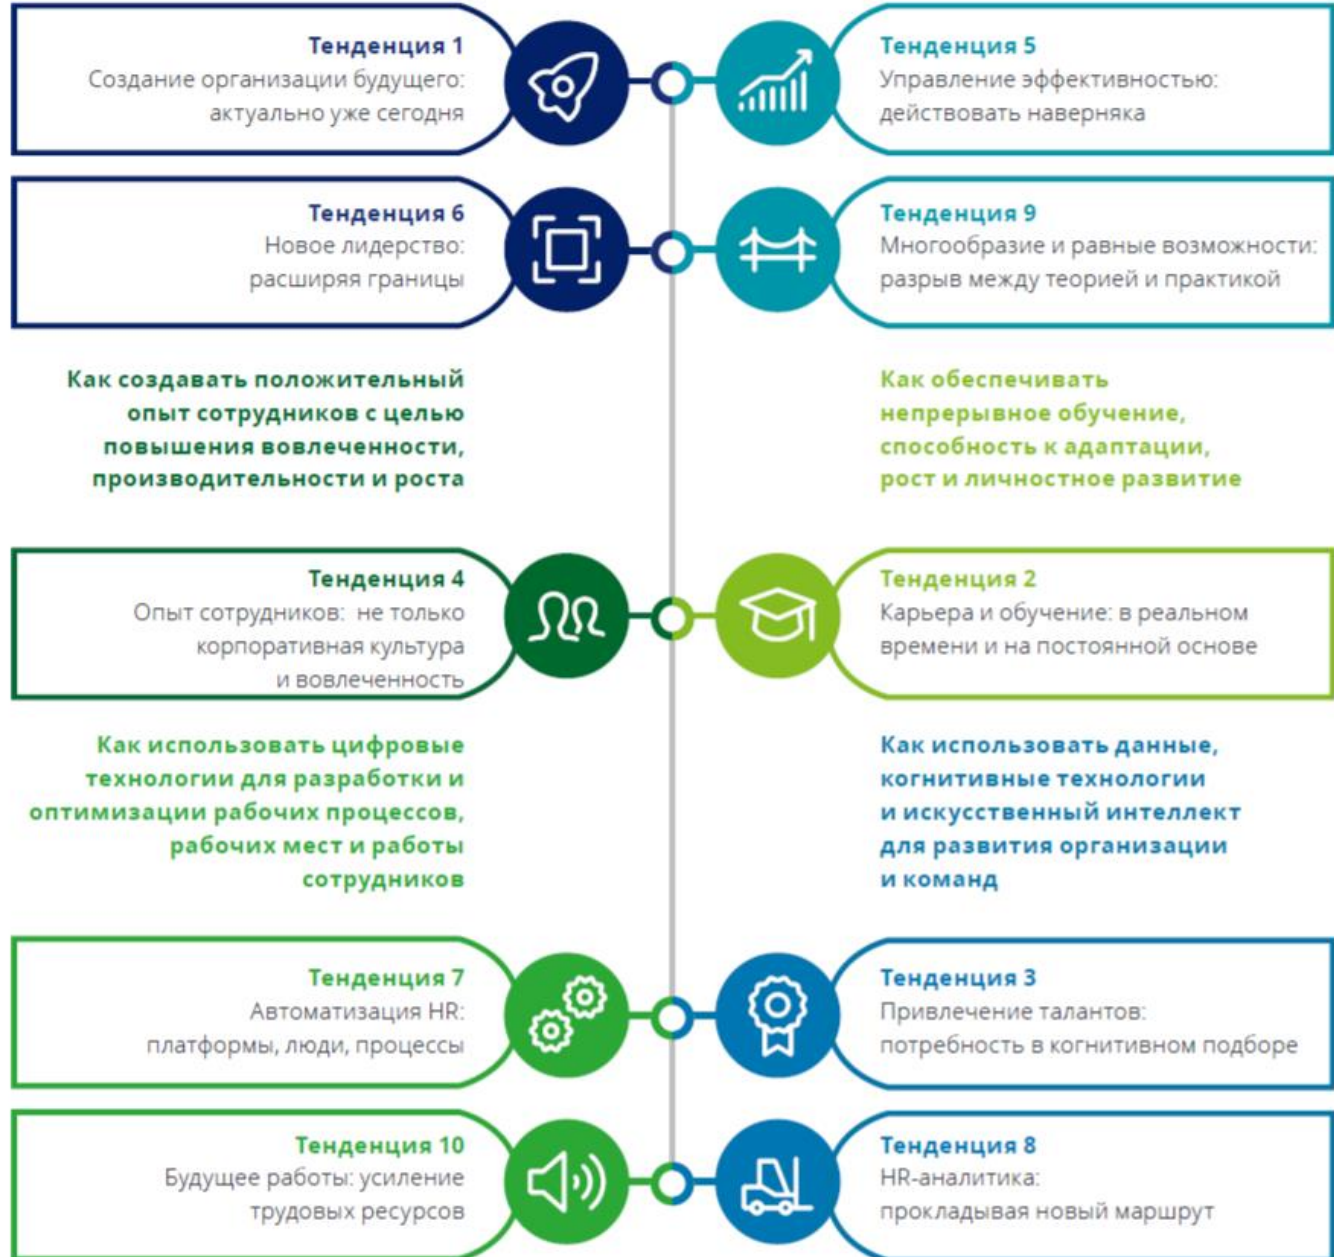 Тенденция 1
Создание организации будущего:
актуально уже сегодня
Тенденция 5
Управление эффективностью:
действовать наверняка
Тенденция 6
Новое лидерство:
расширяя границы
Тенденция 9
Многообразие и равные возможности:
разрыв между теорией и практикой
Как создавать положительный
опыт сотрудников с целью
повышения вовлеченности,
производительности и роста
Как обеспечивать
непрерывное обучение,
способность к адаптации,
рост и личностное развитие
Тенденция 4
Опыт сотрудников: не только
корпоративная культура
и вовлеченность
Тенденция 2
Карьера и обучение: в реальном
времени и на постоянной основе
Как использовать цифровые
технологии для разработки и
оптимизации рабочих процессов,
рабочих мест и работы
сотрудников
Как использовать данные,
когнитивные технологии
и искусственный интеллект
для развития организации
и команд
Тенденция 7
Автоматизация HR:
платформы, люди, процессы
Тенденция 3
Привлечение талантов:
потребность в когнитивном подборе
Тенденция 10
Будущее работы: усиление
трудовых ресурсов
Тенденция 8
HR-аналитика:
прокладывая новый маршрут